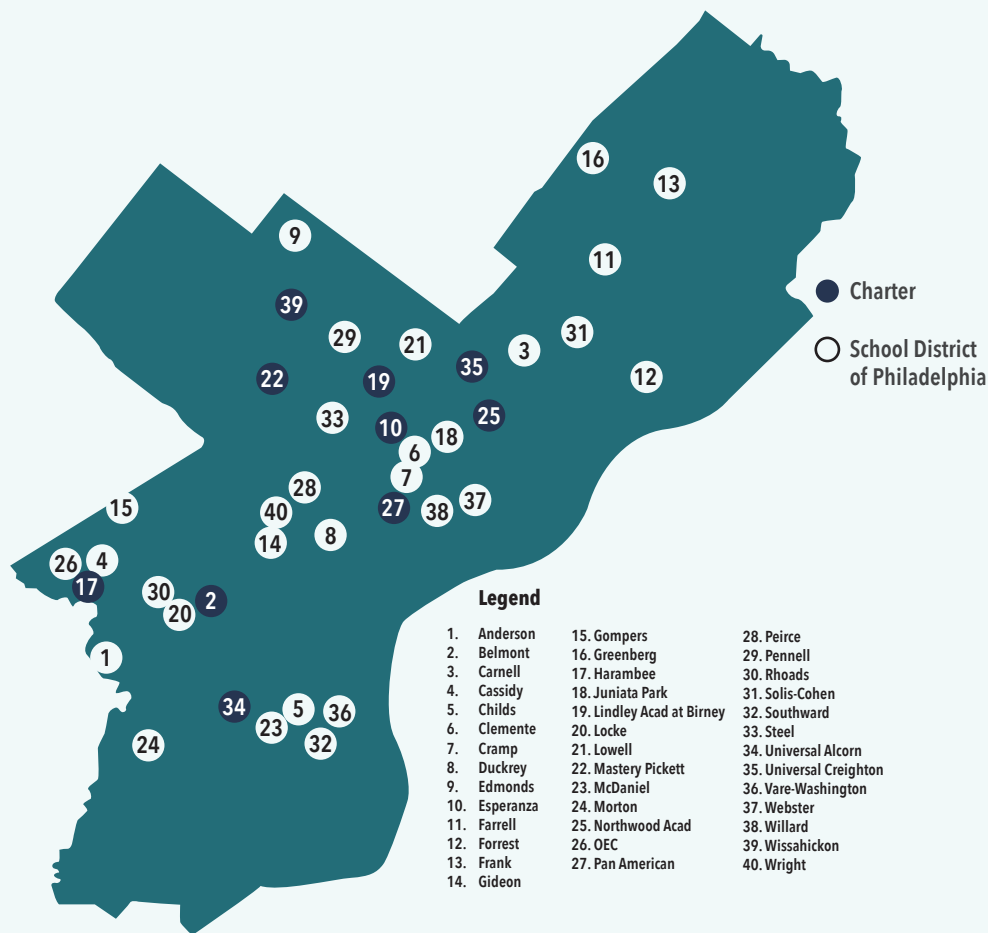 16
13
9
11
39
31
29
21
3
35
12
22
19
25
33
10
18
6
7
28
37
15
27
38
40
8
14
4
26
17
30
2
20
1
34
5
36
23
32
24
Charter
School District
of Philadelphia
Legend
1. Anderson
2. Belmont
3. Carnell
4. Cassidy
5. Childs
6. Clemente
7. Cramp
8. Duckrey
9. Edmonds
10. Esperanza
11. Farrell
12. Forrest
13. Frank
14. Gideon
15. Gompers
16. Greenberg
17. Harambee
18. Juniata Park
19. Lindley Acad at Birney
20. Locke
21. Lowell
22. Mastery Pickett
23. McDaniel
24. Morton
25. Northwood Acad
26. OEC
27. Pan American
28. Peirce
29. Pennell
30. Rhoads
31. Solis-Cohen
32. Southward
33. Steel
34. Universal Alcorn
35. Universal Creighton
36. Vare-Washington
37. Webster
38. Willard
39. Wissahickon
40. Wright